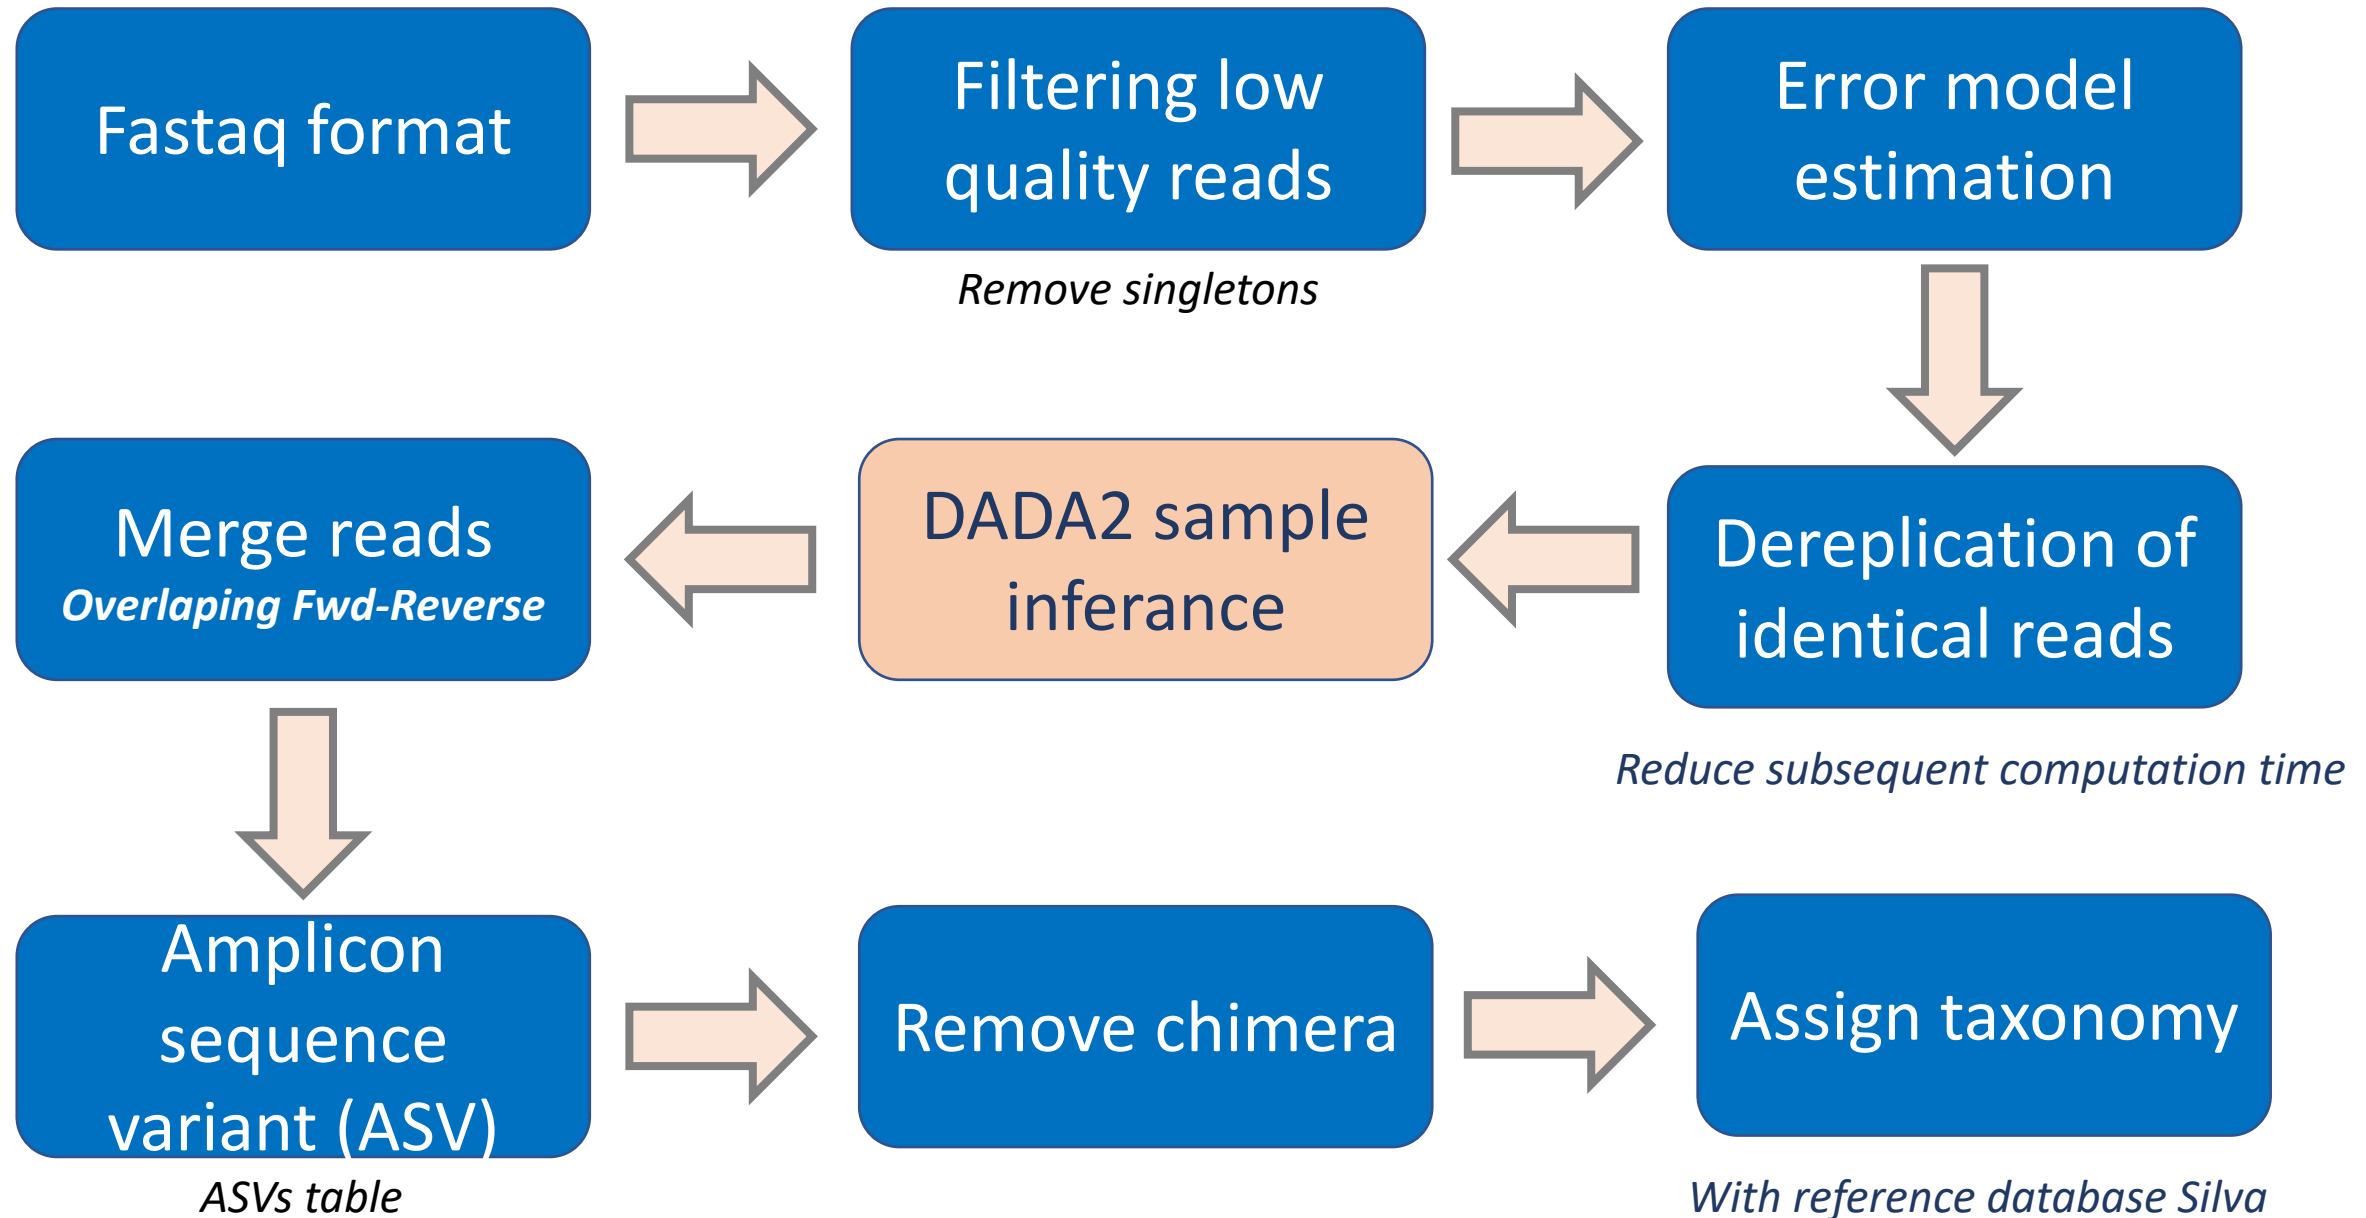 Fastaq format
Filtering low
quality reads
Remove singletons
Error model
estimation
Dereplication of
identical reads
Reduce subsequent computation time
DADA2 sample
inferance
Merge reads
Overlaping Fwd-Reverse
Amplicon
sequence
variant (ASV)
ASVs table
Remove chimera
Assign taxonomy
With reference database Silva